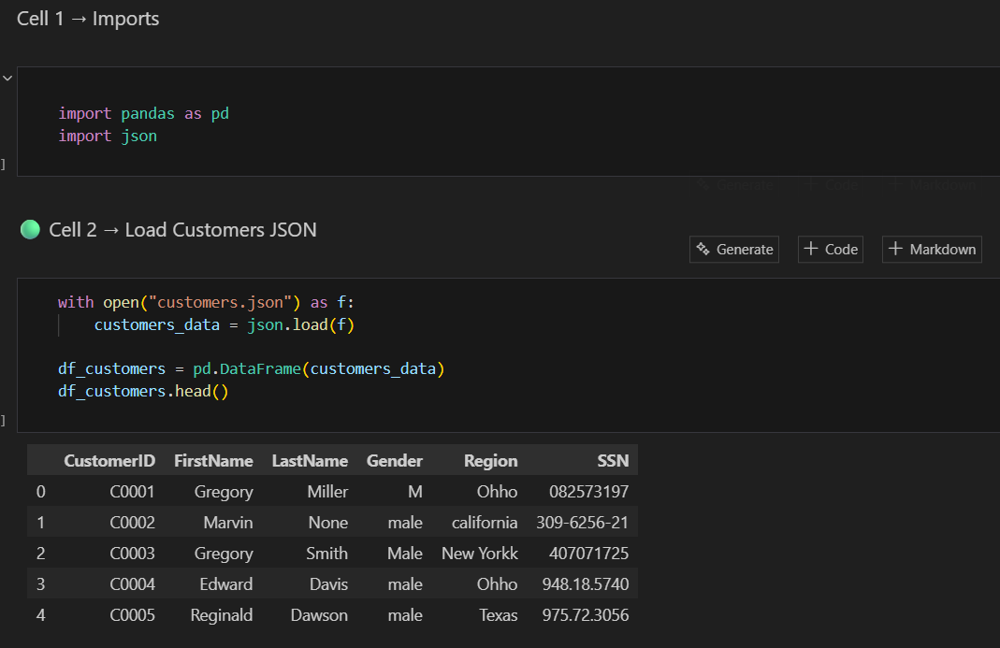 Cell 1 → Imports
import pandas as pd
import json
]
Generate + Code + Markdown
Cell 2 → Load Customers JSON
Generate + Code + Markdown
with open("customers.json") as f:
customers_data = json.load(f)
df_customers = pd.DataFrame(customers_data)
df_customers.head()
]
CustomerID FirstName LastName Gender Region SSN
0 C0001 Gregory Miller M Ohho 082573197
1 C0002 Marvin None male california 309-6256-21
2 C0003 Gregory Smith Male New Yorkk 407071725
3 C0004 Edward Davis male Ohho 948.18.5740
4 C0005 Reginald Dawson male Texas 975.72.3056